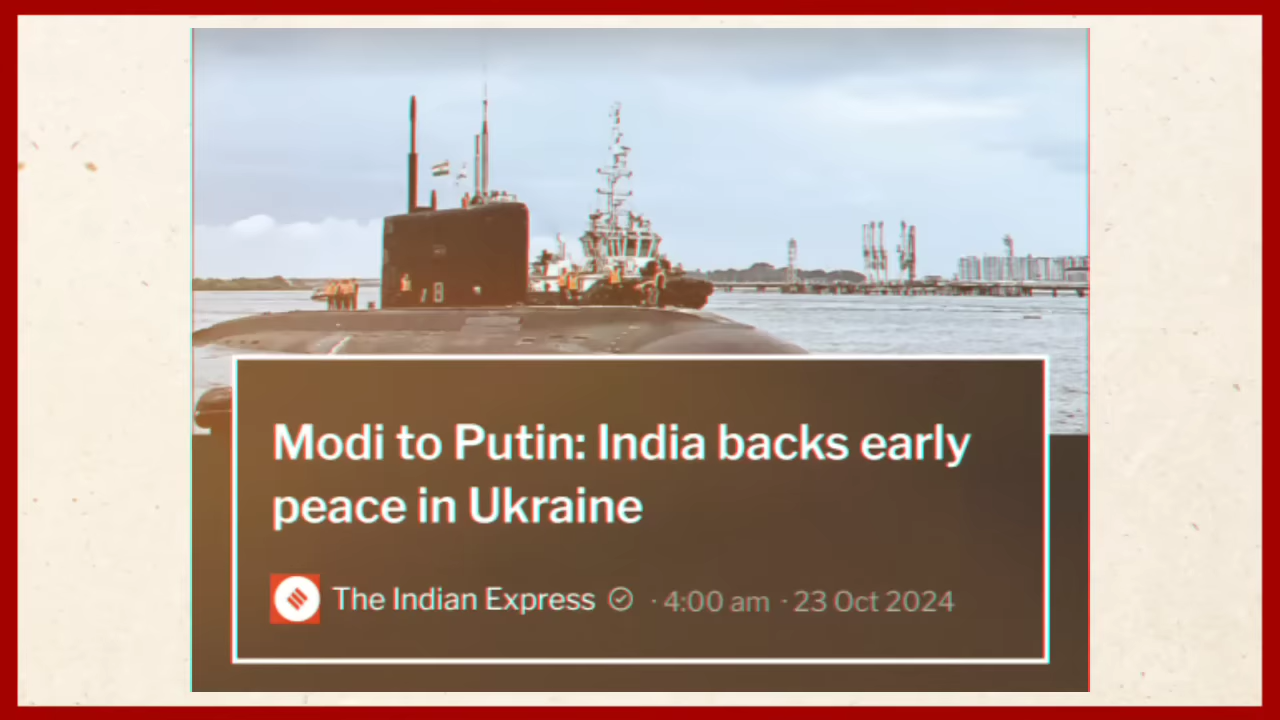 Modi to Putin: India backs early
peace in Ukraine
The Indian Express · 4:00 am · 23 Oct 2024